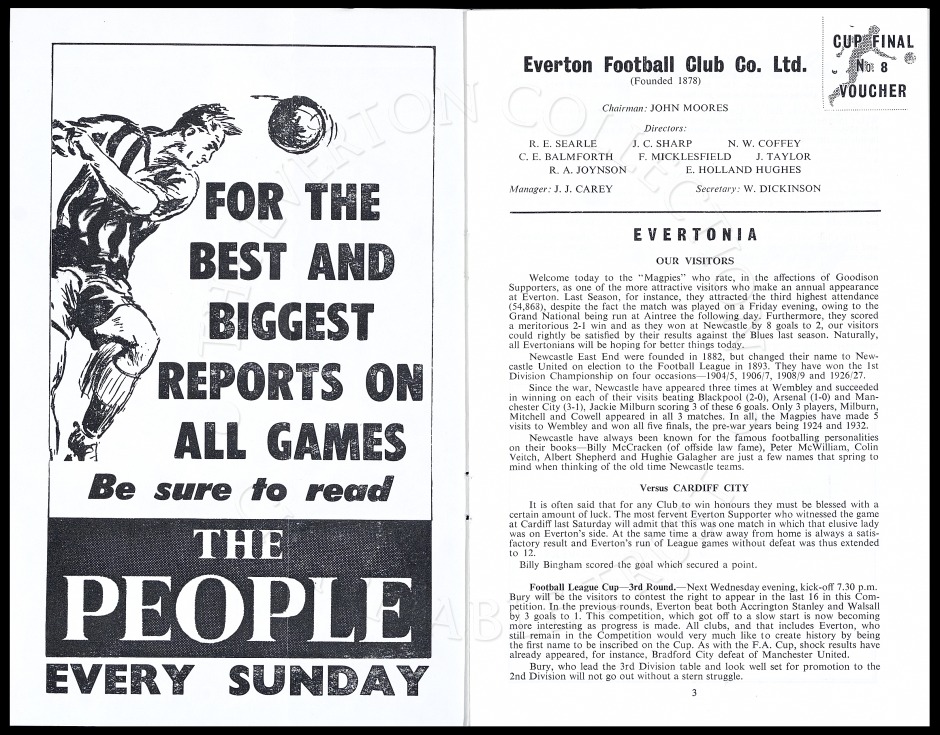 FOR THE
BEST AND
BIGGEST
REPORTS ON
ALL GAMES
Be sure to read
THE
PEOPLE
EVERY SUNDAY
CUP FINAL
No. 8
VOUCHER
Everton Football Club Co. Ltd.
(Founded 1878)
Chairman: JOHN MOORES
Directors:
R. E. SEARLE J. C. SHARP N. W. COFFEY
C. E. BALMFORTH F. MICKLESFIELD J. TAYLOR
R. A. JOYNSON E. HOLLAND HUGHES
Manager: J. J. CAREY Secretary: W. DICKINSON
EVERTONIA
OUR VISITORS
Welcome today to the "Magpies" who rate, in the affections of Goodison
Supporters, as one of the more attractive visitors who make an annual appearance
at Everton. Last Season, for instance, they attracted the third highest attendance
(54,868), despite the fact the match was played on a Friday evening, owing to the
Grand National being run at Aintree the following day. Furthermore, they scored
a meritorious 2-1 win and as they won at Newcastle by 8 goals to 2, our visitors
could rightly be satisfied by their results against the Blues last season. Naturally,
all Evertonians will be hoping for better things today.
Newcastle East End were founded in 1882, but changed their name to New-
castle United on election to the Football League in 1893. They have won the 1st
Division Championship on four occasions—1904/5, 1906/7, 1908/9 and 1926/27.
Since the war, Newcastle have appeared three times at Wembley and succeeded
in winning on each of their visits beating Blackpool (2-0), Arsenal (1-0) and Man-
chester City (3-1), Jackie Milburn scoring 3 of these 6 goals. Only 3 players, Milburn,
Mitchell and Cowell appeared in all 3 matches. In all, the Magpies have made 5
visits to Wembley and won all five finals, the pre-war years being 1924 and 1932.
Newcastle have always been known for the famous footballing personalities
on their books—Billy McCracken (of offside law fame), Peter McWilliam, Colin
Veitch, Albert Shepherd and Hughie Galagher are just a few names that spring to
mind when thinking of the old time Newcastle teams.
Versus CARDIFF CITY
It is often said that for any Club to win honours they must be blessed with a
certain amount of luck. The most fervent Everton Supporter who witnessed the game
at Cardiff last Saturday will admit that this was one match in which that elusive lady
was on Everton's side. At the same time a draw away from home is always a satis-
factory result and Everton's run of League games without defeat was thus extended
to 12.
Billy Bingham scored the goal which secured a point.
Football League Cup—3rd Round.—Next Wednesday evening, kick-off 7.30 p.m.
Bury will be the visitors to contest the right to appear in the last 16 in this Com-
petition. In the previous rounds, Everton beat both Accrington Stanley and Walsall
by 3 goals to 1. This competition, which got off to a slow start is now becoming
more interesting as progress is made. All clubs, and that includes Everton, who
still remain in the Competition would very much like to create history by being
the first name to be inscribed on the Cup. As with the F.A. Cup, shock results have
already appeared, for instance, Bradford City defeat of Manchester United.
Bury, who lead the 3rd Division table and look well set for promotion to the
2nd Division will not go out without a stern struggle.
3